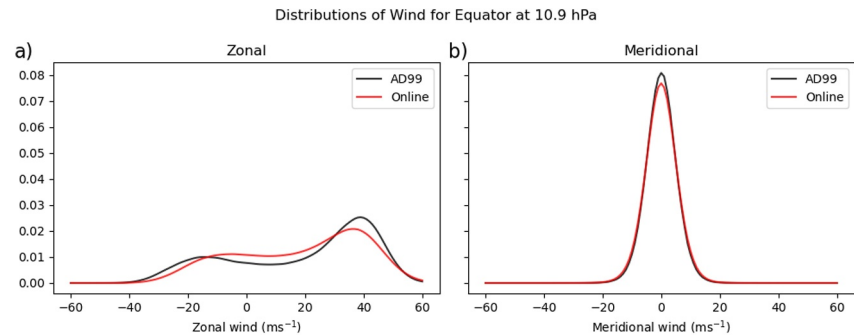 Distributions of Wind for Equator at 10.9 hPa
a)
Zonal
AD99
Online
0.08
0.07
0.06
0.05
0.04
0.03
0.02
0.01
0.00
−60 −40 −20 0 20 40 60
Zonal wind (ms⁻¹)
b)
Meridional
AD99
Online
−60 −40 −20 0 20 40 60
Meridional wind (ms⁻¹)